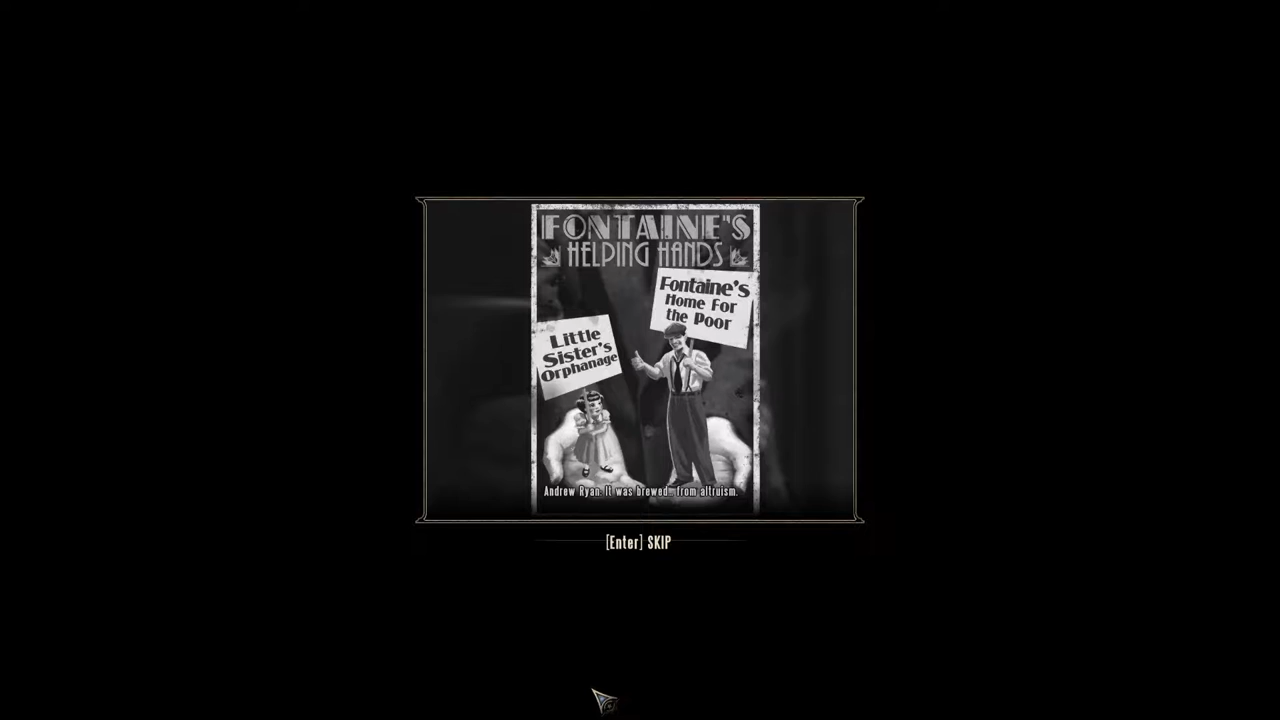 FONTAINE"S
HELPING HANDS
Fontaine's
Home For
the Poor
Little
Sister's
Orphanage
Andrew Ryan: It was brewed...from altruism.
[Enter] SKIP